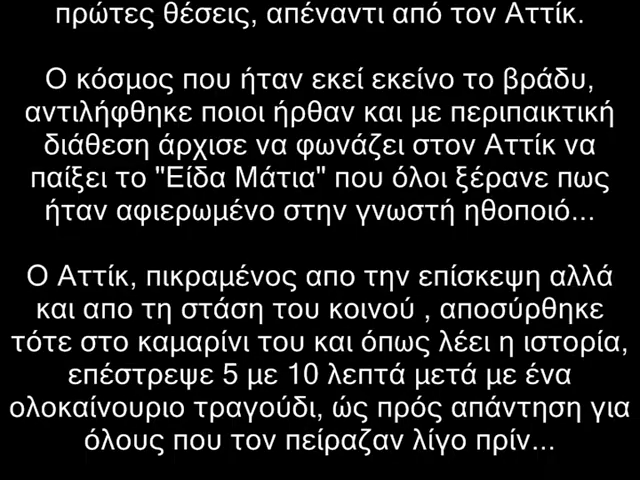 πρώτες θέσεις, απέναντι από τον Αττίκ.
Ο κόσμος που ήταν εκεί εκείνο το βράδυ,
αντιλήφθηκε ποιοι ήρθαν και με περιπαικτική
διάθεση άρχισε να φωνάζει στον Αττίκ να
παίξει το "Είδα Μάτια" που όλοι ξέρανε πως
ήταν αφιερωμένο στην γνωστή ηθοποιό...
Ο Αττίκ, πικραμένος απο την επίσκεψη αλλά
και απο τη στάση του κοινού , αποσύρθηκε
τότε στο καμαρίνι του και όπως λέει η ιστορία,
επέστρεψε 5 με 10 λεπτά μετά με ένα
ολοκαίνουριο τραγούδι, ώς πρός απάντηση για
όλους που τον πείραζαν λίγο πρίν...